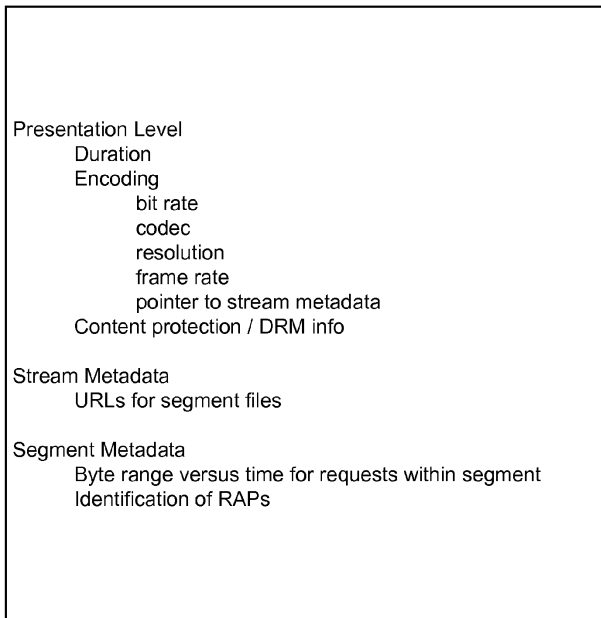 Presentation Level
Duration
Encoding
bit rate
codec
resolution
frame rate
pointer to stream metadata
Content protection / DRM info
Stream Metadata
URLs for segment files
Segment Metadata
Byte range versus time for requests within segment
Identification of RAPs